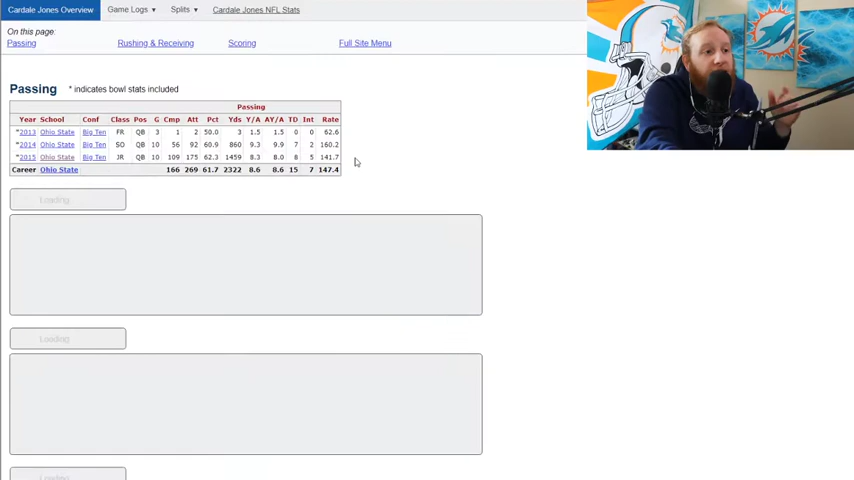 Cardale Jones Overview Game Logs ▼ Splits ▼ Cardale Jones NFL Stats
On this page:
Passing Rushing & Receiving Scoring Full Site Menu
Passing * indicates bowl stats included
Passing
Year School Conf Class Pos G Cmp Att Pct Yds Y/A AY/A TD Int Rate
*2013 Ohio State Big Ten FR QB 3 1 2 50.0 3 1.5 1.5 0 0 62.6
*2014 Ohio State Big Ten SO QB 10 56 92 60.9 860 9.3 9.9 7 2 160.2
*2015 Ohio State Big Ten JR QB 10 109 175 62.3 1459 8.3 8.0 8 5 141.7
Career Ohio State 166 269 61.7 2322 8.6 8.6 15 7 147.4
Loading
Loading
Loading